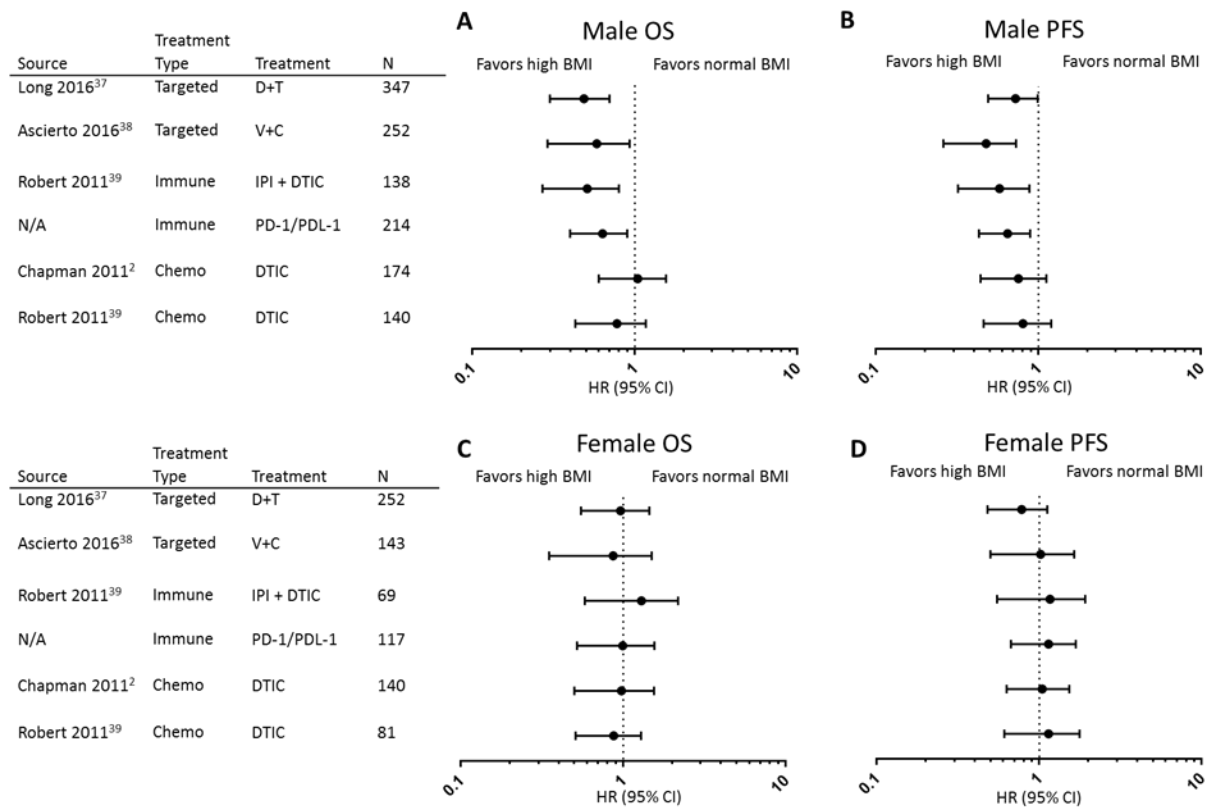 A
Male OS
B
Male PFS
Treatment
Source Type Treatment N
Favors high BMI Favors normal BMI
Favors high BMI Favors normal BMI
Long 2016³⁷ Targeted D+T 347
Ascierto 2016³⁸ Targeted V+C 252
Robert 2011³⁹ Immune IPI + DTIC 138
N/A Immune PD-1/PDL-1 214
Chapman 2011² Chemo DTIC 174
Robert 2011³⁹ Chemo DTIC 140
0.1 1 10
HR (95% CI)
0.1 1 10
HR (95% CI)
C
Female OS
D
Female PFS
Treatment
Source Type Treatment N
Favors high BMI Favors normal BMI
Favors high BMI Favors normal BMI
Long 2016³⁷ Targeted D+T 252
Ascierto 2016³⁸ Targeted V+C 143
Robert 2011³⁹ Immune IPI + DTIC 69
N/A Immune PD-1/PDL-1 117
Chapman 2011² Chemo DTIC 140
Robert 2011³⁹ Chemo DTIC 81
0.1 1 10
HR (95% CI)
0.1 1 10
HR (95% CI)